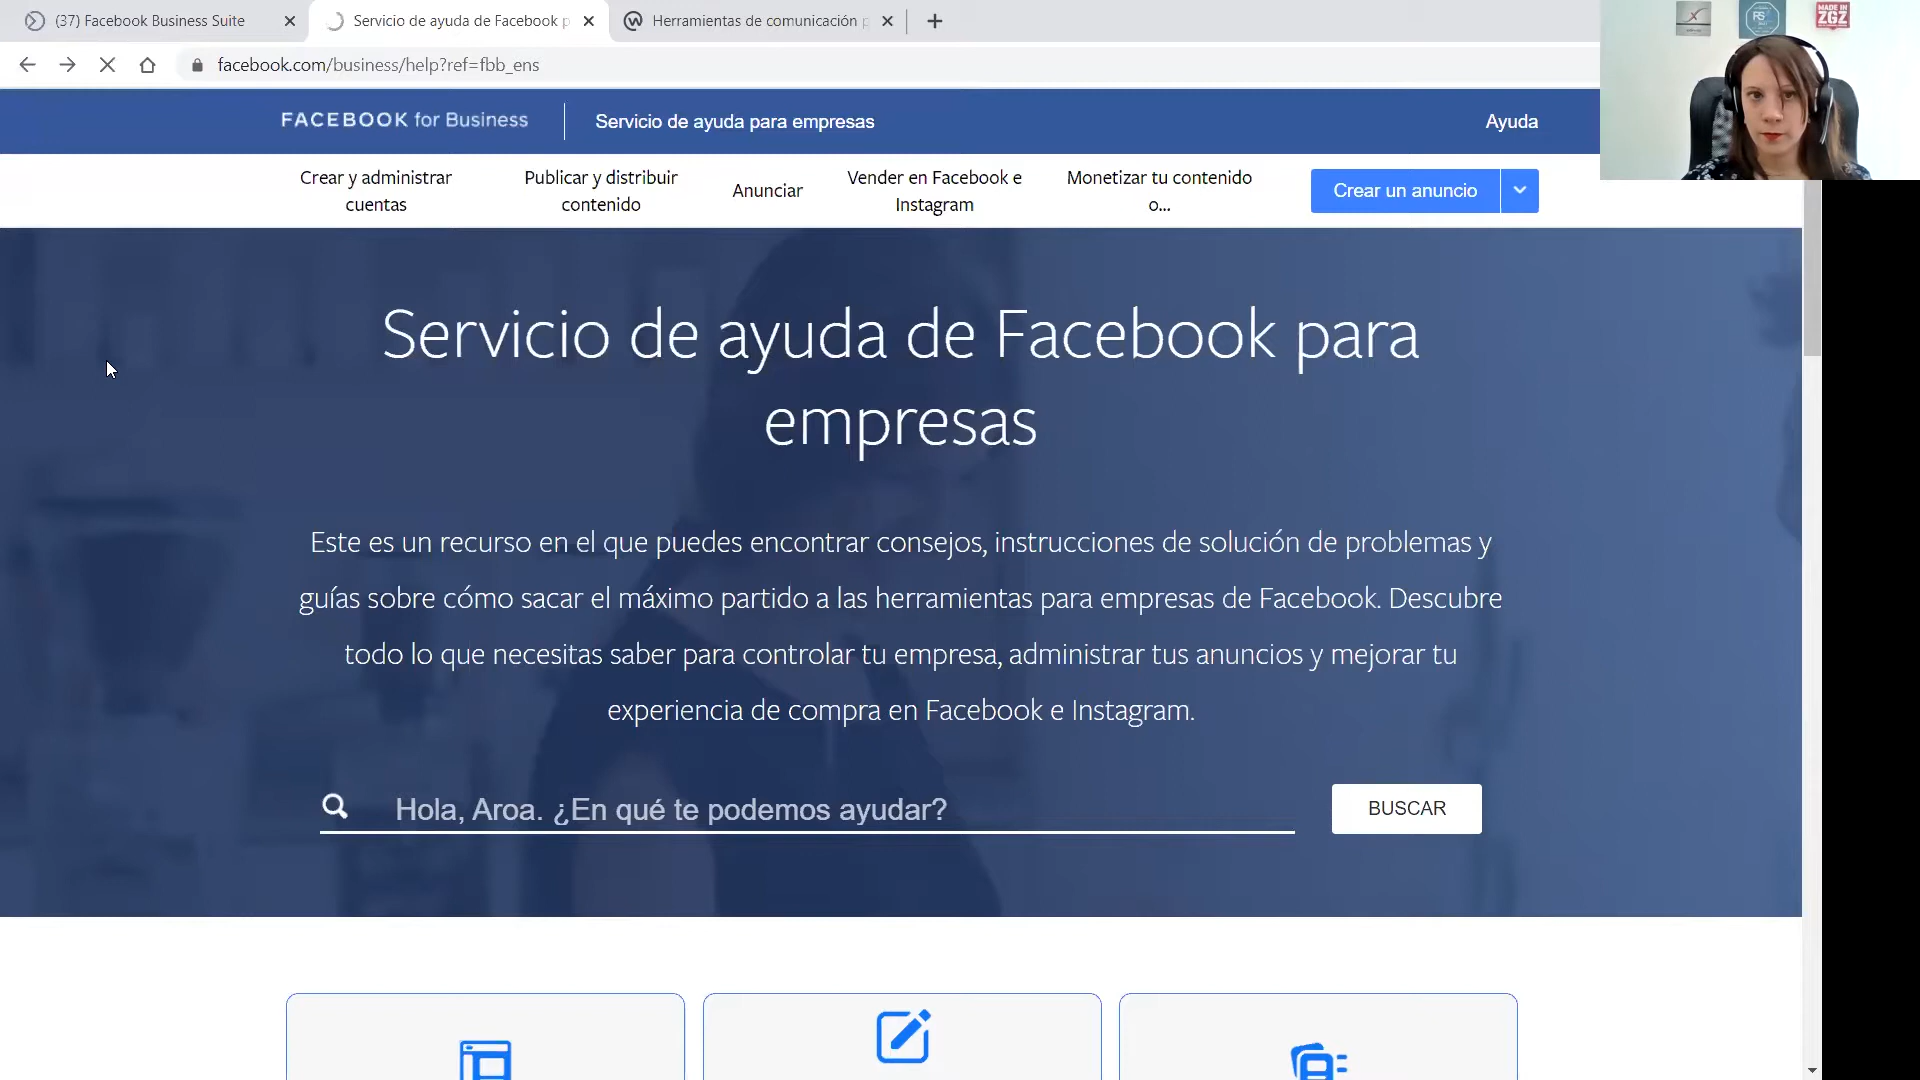 (37) Facebook Business Suite
Servicio de ayuda de Facebook p
Herramientas de comunicación p
facebook.com/business/help?ref=fbb_ens
FACEBOOK for Business
Servicio de ayuda para empresas
Ayuda
Crear y administrar
cuentas
Publicar y distribuir
contenido
Anunciar
Vender en Facebook e
Instagram
Monetizar tu contenido
o...
Crear un anuncio
Servicio de ayuda de Facebook para
empresas
Este es un recurso en el que puedes encontrar consejos, instrucciones de solución de problemas y
guías sobre cómo sacar el máximo partido a las herramientas para empresas de Facebook. Descubre
todo lo que necesitas saber para controlar tu empresa, administrar tus anuncios y mejorar tu
experiencia de compra en Facebook e Instagram.
Hola, Aroa. ¿En qué te podemos ayudar?
BUSCAR
MADE IN
ZGZ